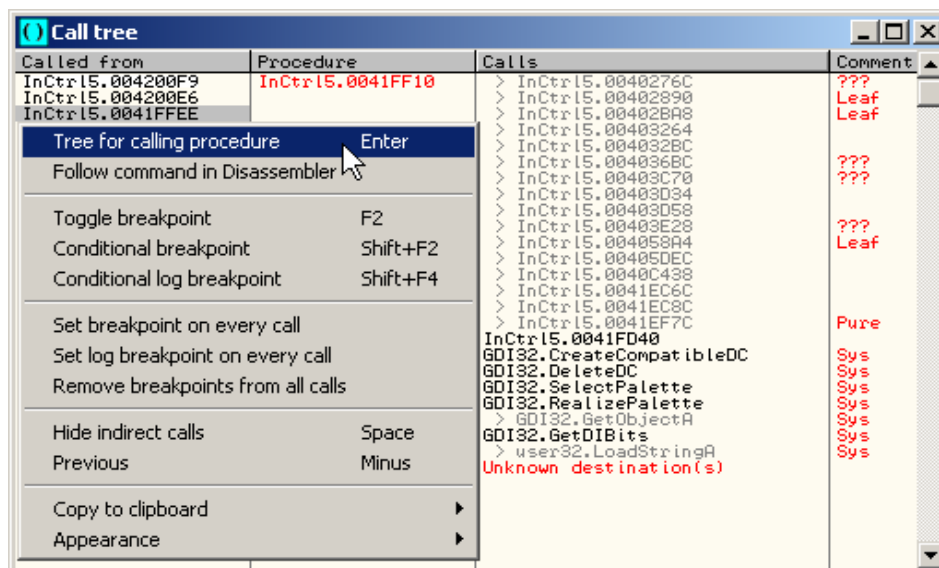 Call tree
Called from Procedure Calls Comment
InCtrl5.004200F9 InCtrl5.0041FF10 > InCtrl5.0040276C ???
InCtrl5.004200E6 > InCtrl5.00402890 Leaf
InCtrl5.0041FFEE > InCtrl5.00402BA8 Leaf
> InCtrl5.00403264
Tree for calling procedure Enter > InCtrl5.004032BC
> InCtrl5.004036BC ???
Follow command in Disassembler > InCtrl5.00403C70 ???
> InCtrl5.00403D34
> InCtrl5.00403D58
Toggle breakpoint F2 > InCtrl5.00403E28 ???
Conditional breakpoint Shift+F2 > InCtrl5.004058A4 Leaf
> InCtrl5.00405DEC
Conditional log breakpoint Shift+F4 > InCtrl5.0040C438
> InCtrl5.0041EC6C
> InCtrl5.0041EC8C
Set breakpoint on every call > InCtrl5.0041EF7C Pure
InCtrl5.0041FD40
Set log breakpoint on every call GDI32.CreateCompatibleDC Sys
GDI32.DeleteDC Sys
Remove breakpoints from all calls GDI32.SelectPalette Sys
GDI32.RealizePalette Sys
> GDI32.GetObjectA Sys
Hide indirect calls Space GDI32.GetDIBits Sys
> user32.LoadStringA Sys
Previous Minus Unknown destination(s)
Copy to clipboard
Appearance